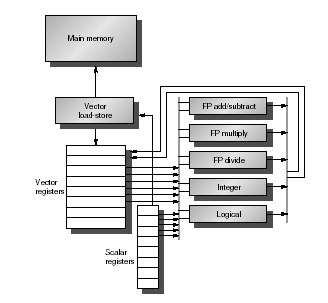 Main memory
Vector
load-store
FP add/subtract
FP multiply
FP divide
Integer
Logical
Vector
registers
Scalar
registers